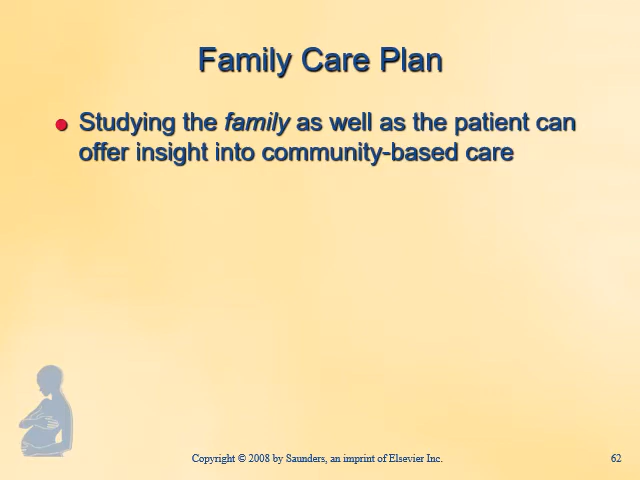 Family Care Plan
Studying the family as well as the patient can
offer insight into community-based care
Copyright © 2008 by Saunders, an imprint of Elsevier Inc.
62